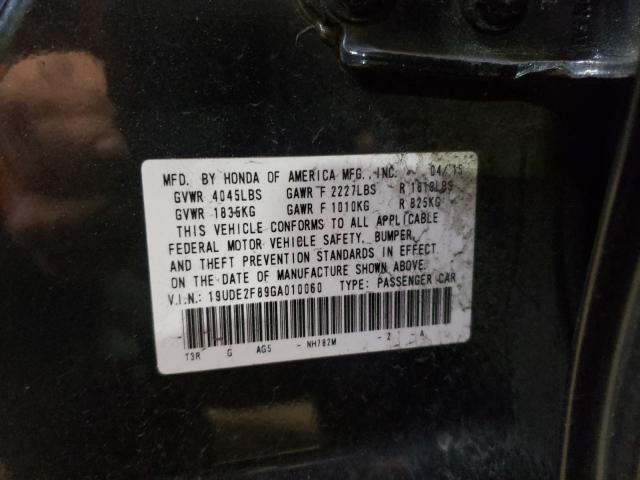 MFD. BY HONDA OF AMERICA MFG., INC. 04/15
GVWR 4045LBS GAWR F 2227LBS R 1819LBS
GVWR 1835KG GAWR F 1010KG R 825KG
THIS VEHICLE CONFORMS TO ALL APPLICABLE
FEDERAL MOTOR VEHICLE SAFETY, BUMPER,
AND THEFT PREVENTION STANDARDS IN EFFECT
ON THE DATE OF MANUFACTURE SHOWN ABOVE.
V.I.N.: 19UDE2F89GA010060 TYPE: PASSENGER CAR
T3R G AG5 - NH782M - 2 - A